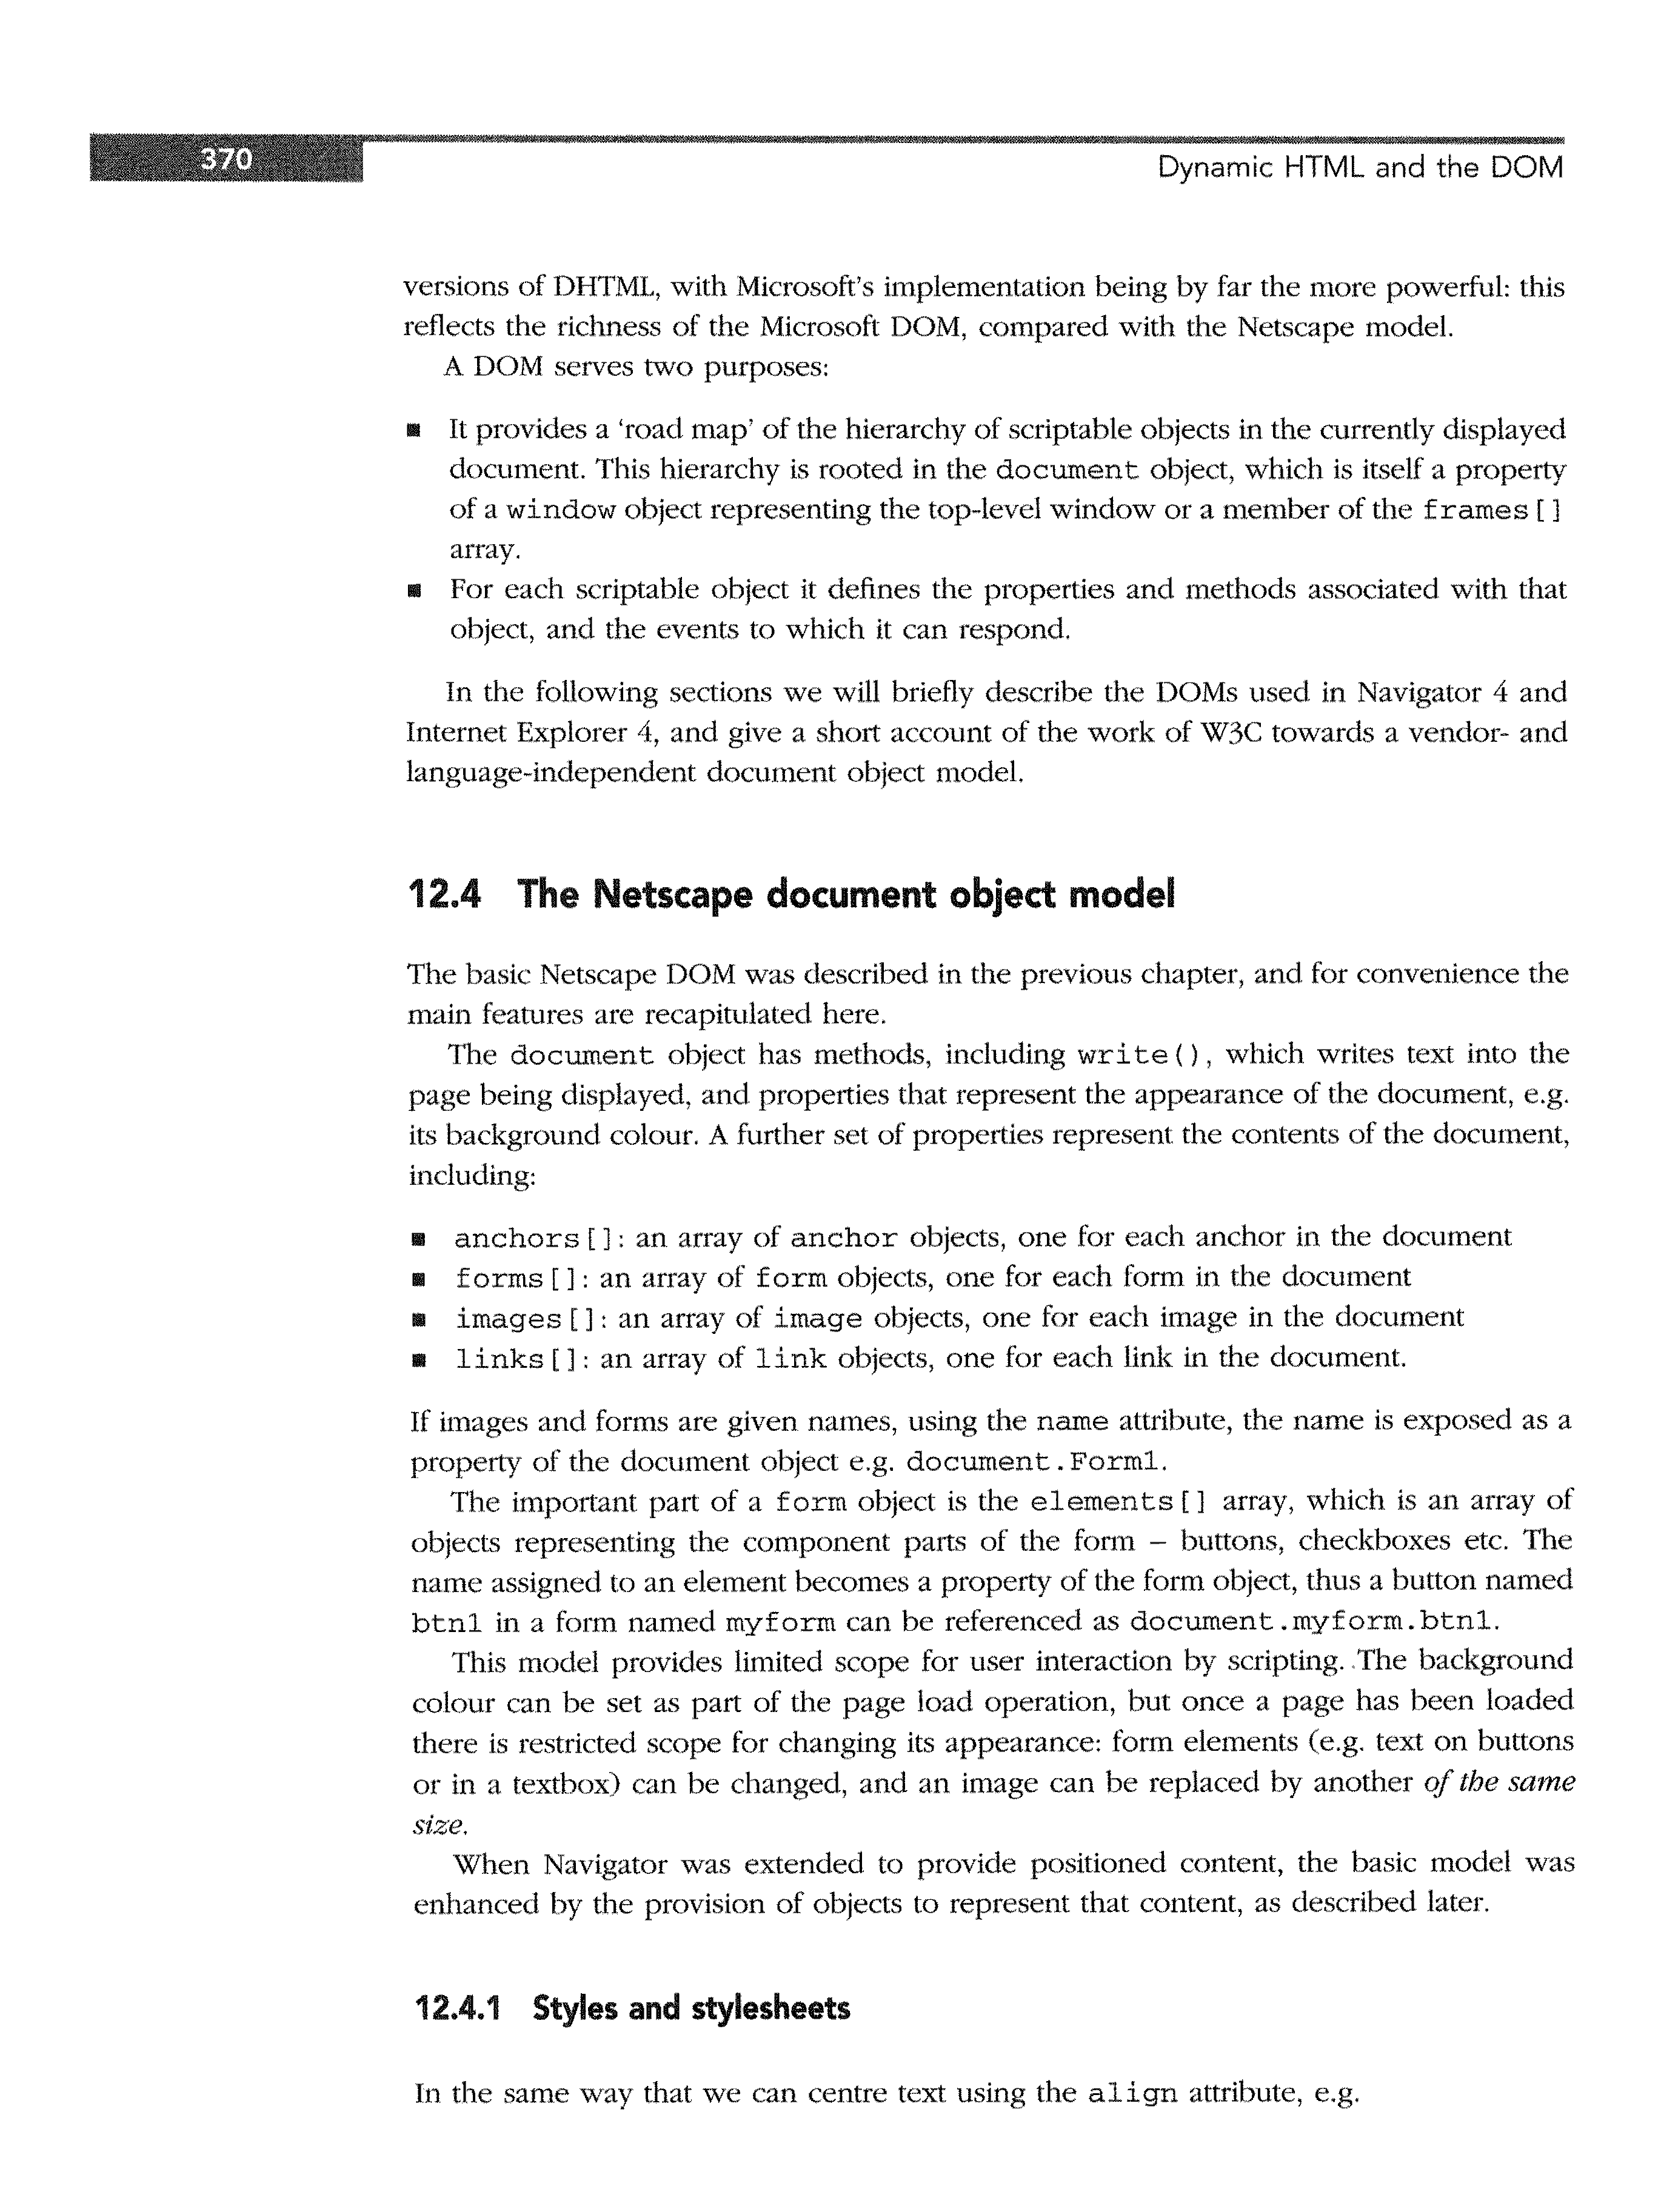 370
Dynamic HTML and the DOM
versions of DHTML, with Microsoft's implementation being by far the more powerful: this
reflects the richness of the Microsoft DOM, compared with the Netscape model.
A DOM serves two purposes:
■ It provides a 'road map' of the hierarchy of scriptable objects in the currently displayed
document. This hierarchy is rooted in the document object, which is itself a property
of a window object representing the top-level window or a member of the frames[]
array.
■ For each scriptable object it defines the properties and methods associated with that
object, and the events to which it can respond.
In the following sections we will briefly describe the DOMs used in Navigator 4 and
Internet Explorer 4, and give a short account of the work of W3C towards a vendor- and
language-independent document object model.
12.4 The Netscape document object model
The basic Netscape DOM was described in the previous chapter, and for convenience the
main features are recapitulated here.
The document object has methods, including write(), which writes text into the
page being displayed, and properties that represent the appearance of the document, e.g.
its background colour. A further set of properties represent the contents of the document,
including:
■ anchors[]: an array of anchor objects, one for each anchor in the document
■ forms[]: an array of form objects, one for each form in the document
■ images[]: an array of image objects, one for each image in the document
■ links[]: an array of link objects, one for each link in the document.
If images and forms are given names, using the name attribute, the name is exposed as a
property of the document object e.g. document.Form1.
The important part of a form object is the elements[] array, which is an array of
objects representing the component parts of the form – buttons, checkboxes etc. The
name assigned to an element becomes a property of the form object, thus a button named
btn1 in a form named myform can be referenced as document.myform.btn1.
This model provides limited scope for user interaction by scripting. The background
colour can be set as part of the page load operation, but once a page has been loaded
there is restricted scope for changing its appearance: form elements (e.g. text on buttons
or in a textbox) can be changed, and an image can be replaced by another of the same
size.
When Navigator was extended to provide positioned content, the basic model was
enhanced by the provision of objects to represent that content, as described later.
12.4.1 Styles and stylesheets
In the same way that we can centre text using the align attribute, e.g.